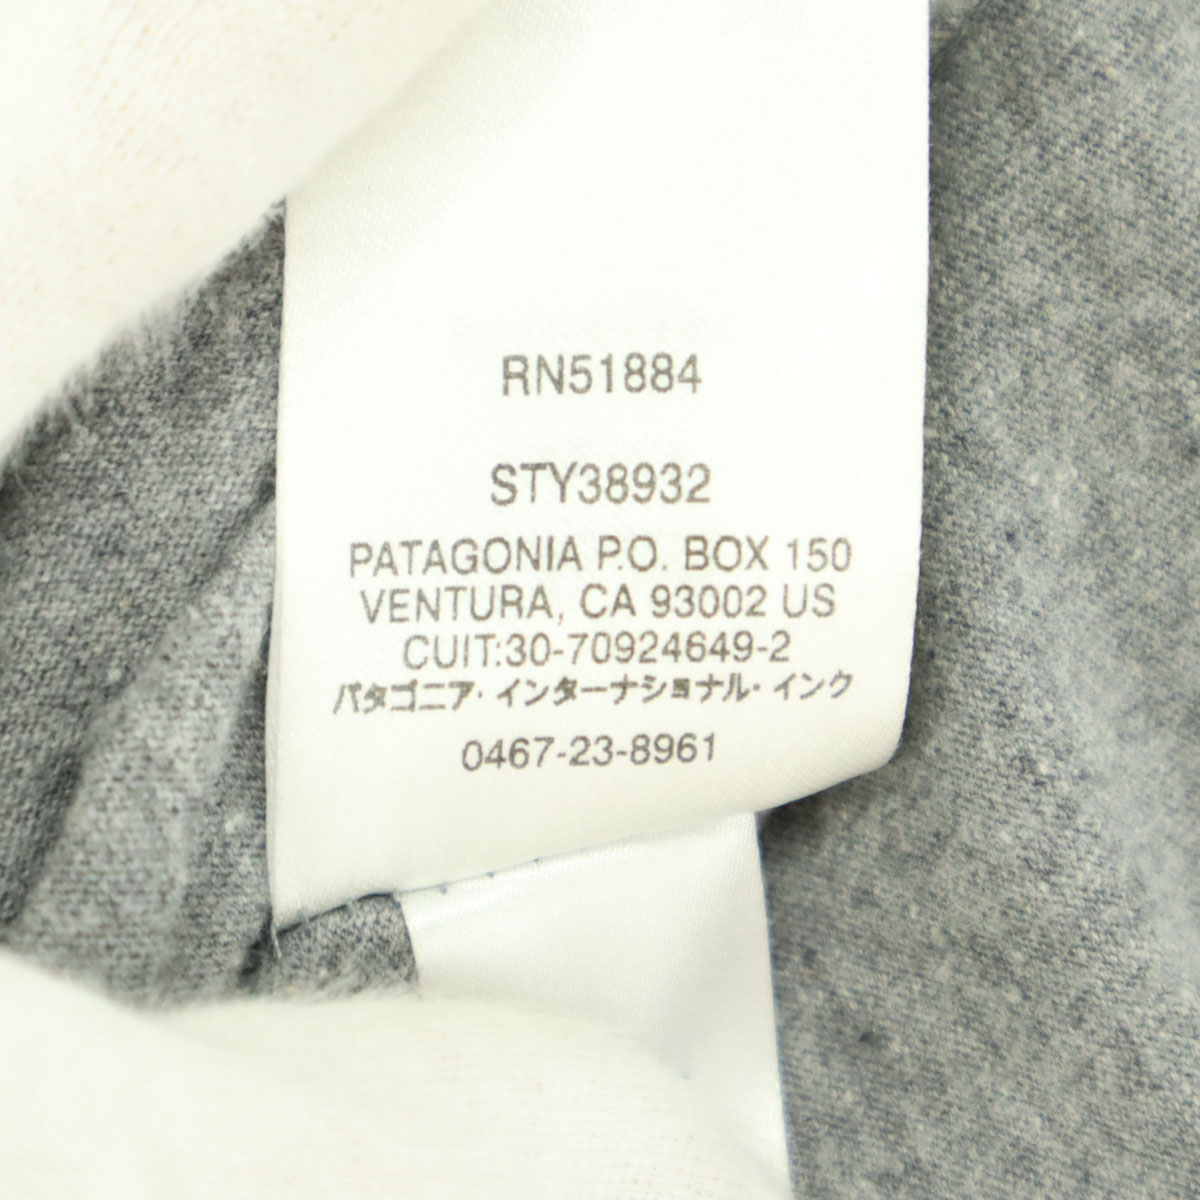 RN51884
STY38932
PATAGONIA P.O. BOX 150
VENTURA, CA 93002 US
CUIT:30-70924649-2
パタゴニア・インターナショナル・インク
0467-23-8961